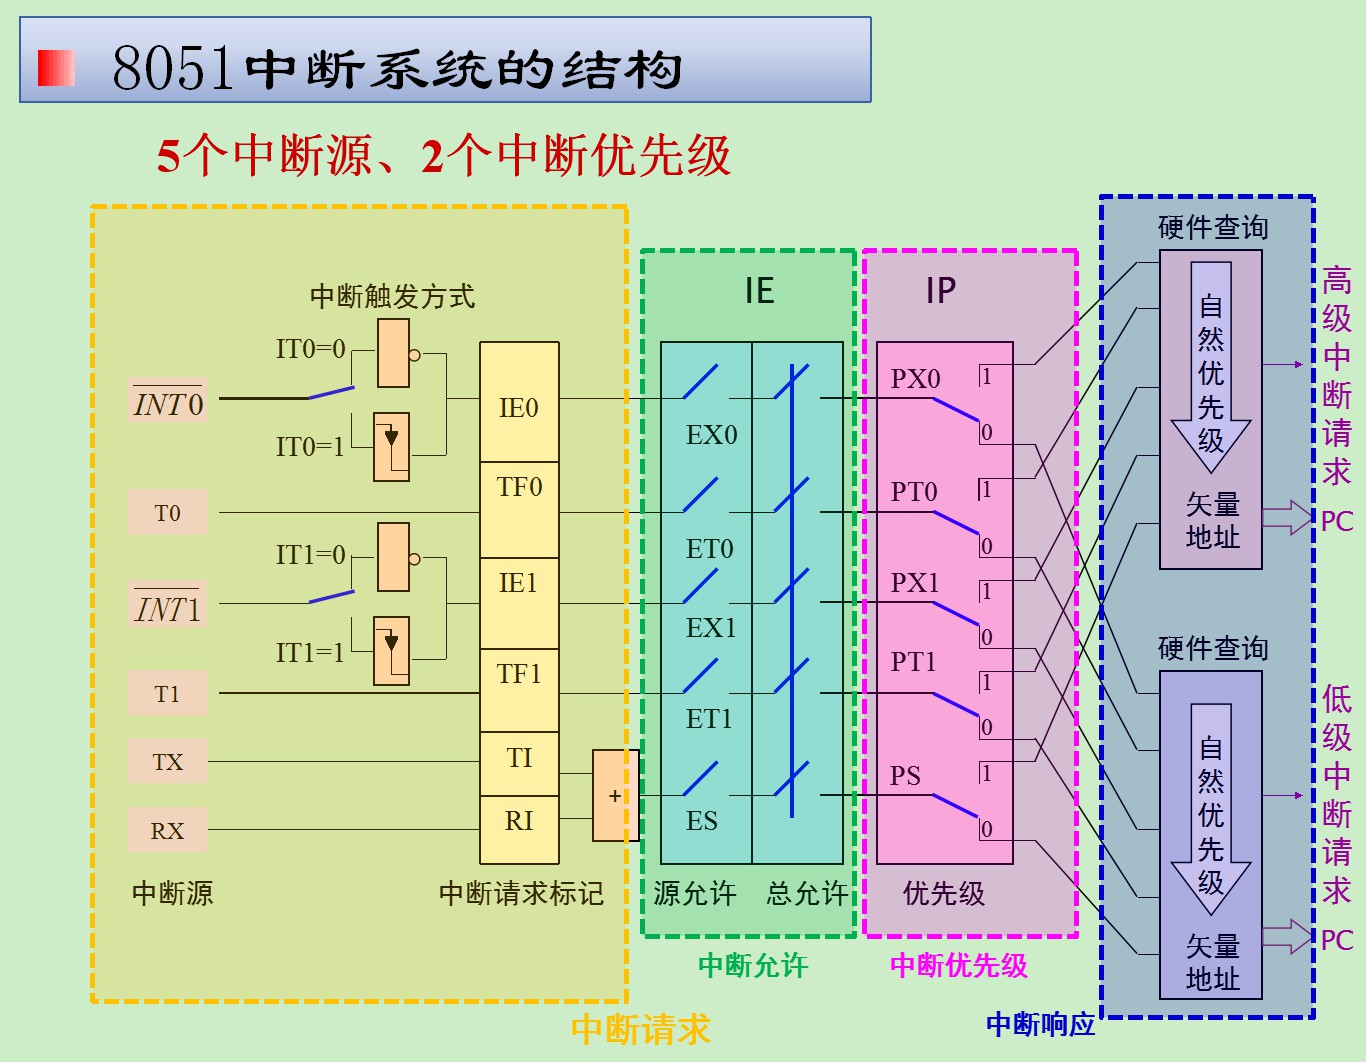 8051中断系统的结构
5个中断源、2个中断优先级
硬件查询
IE
IP
中断触发方式
IT0=0
INT0
IT0=1
IE0
EX0
PX0
1
0
自然优先级
高级中断请求
TF0
T0
ET0
PT0
1
0
矢量
地址
PC
IT1=0
INT1
IT1=1
IE1
EX1
PX1
1
0
硬件查询
T1
TF1
ET1
PT1
1
0
自然优先级
低级中断请求
TX
TI
+
RX
RI
ES
PS
1
0
中断源
中断请求标记
源允许
总允许
优先级
矢量
地址
PC
中断允许
中断优先级
中断请求
中断响应